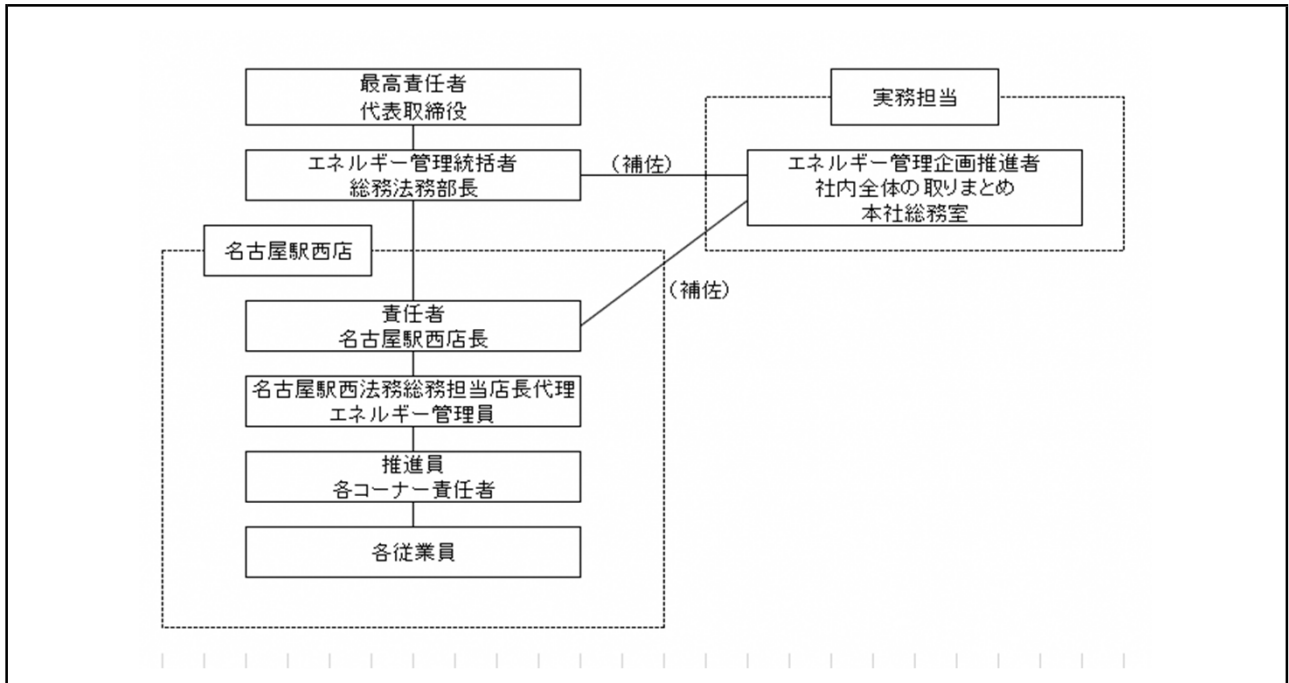 最高責任者
代表取締役
実務担当
エネルギー管理統括者
総務法務部長
(補佐)
エネルギー管理企画推進者
社内全体の取りまとめ
本社総務室
名古屋駅西店
(補佐)
責任者
名古屋駅西店長
名古屋駅西法務総務担当店長代理
エネルギー管理員
推進員
各コーナー責任者
各従業員